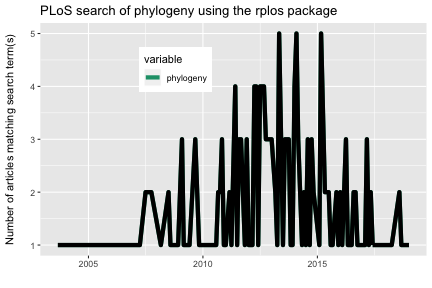 PLoS search of phylogeny using the rplos package
Number of articles matching search term(s)
5
4
3
2
1
variable
phylogeny
2005
2010
2015